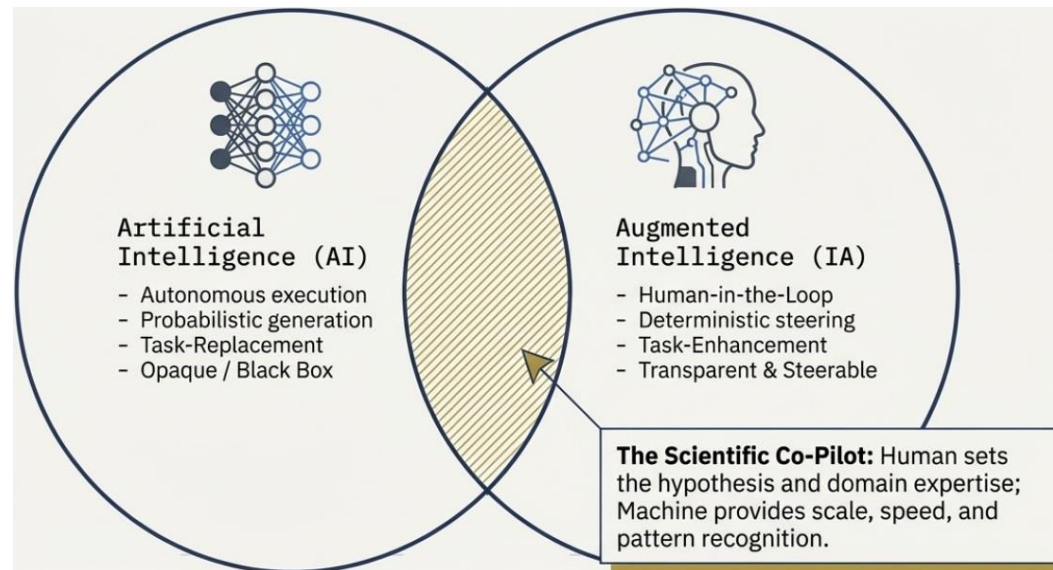 Artificial
Intelligence (AI)
- Autonomous execution
- Probabilistic generation
- Task-Replacement
- Opaque / Black Box
Augmented
Intelligence (IA)
- Human-in-the-Loop
- Deterministic steering
- Task-Enhancement
- Transparent & Steerable
The Scientific Co-Pilot: Human sets
the hypothesis and domain expertise;
Machine provides scale, speed, and
pattern recognition.